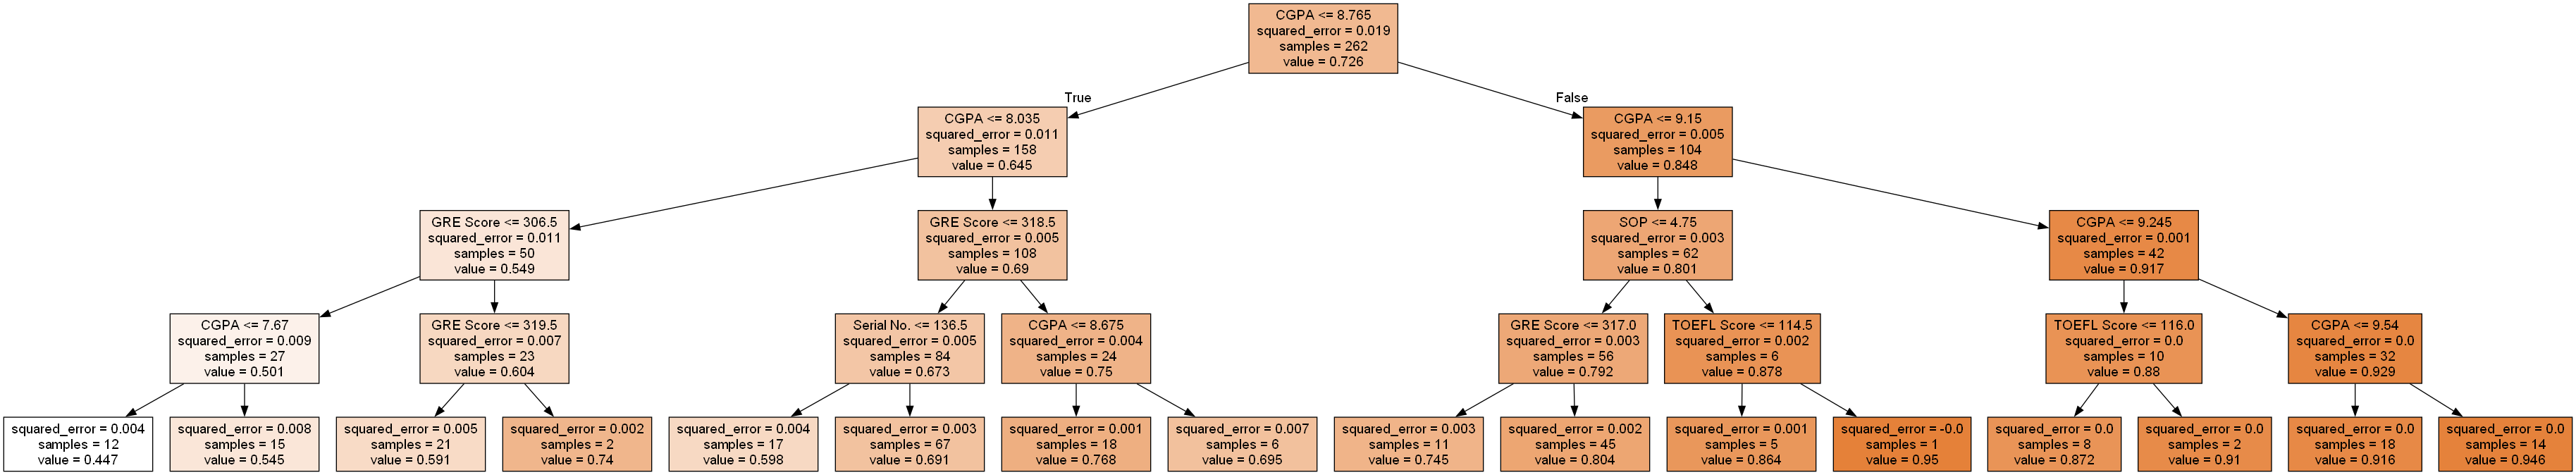 CGPA <= 8.765
squared_error = 0.019
samples = 262
value = 0.726
True
False
CGPA <= 8.035
squared_error = 0.011
samples = 158
value = 0.645
CGPA <= 9.15
squared_error = 0.005
samples = 104
value = 0.848
GRE Score <= 306.5
squared_error = 0.011
samples = 50
value = 0.549
GRE Score <= 318.5
squared_error = 0.005
samples = 108
value = 0.69
SOP <= 4.75
squared_error = 0.003
samples = 62
value = 0.801
CGPA <= 9.245
squared_error = 0.001
samples = 42
value = 0.917
CGPA <= 7.67
squared_error = 0.009
samples = 27
value = 0.501
GRE Score <= 319.5
squared_error = 0.007
samples = 23
value = 0.604
Serial No. <= 136.5
squared_error = 0.005
samples = 84
value = 0.673
CGPA <= 8.675
squared_error = 0.004
samples = 24
value = 0.75
GRE Score <= 317.0
squared_error = 0.003
samples = 56
value = 0.792
TOEFL Score <= 114.5
squared_error = 0.002
samples = 6
value = 0.878
TOEFL Score <= 116.0
squared_error = 0.0
samples = 10
value = 0.88
CGPA <= 9.54
squared_error = 0.0
samples = 32
value = 0.929
squared_error = 0.004
samples = 12
value = 0.447
squared_error = 0.008
samples = 15
value = 0.545
squared_error = 0.005
samples = 21
value = 0.591
squared_error = 0.002
samples = 2
value = 0.74
squared_error = 0.004
samples = 17
value = 0.598
squared_error = 0.003
samples = 67
value = 0.691
squared_error = 0.001
samples = 18
value = 0.768
squared_error = 0.007
samples = 6
value = 0.695
squared_error = 0.003
samples = 11
value = 0.745
squared_error = 0.002
samples = 45
value = 0.804
squared_error = 0.001
samples = 5
value = 0.864
squared_error = -0.0
samples = 1
value = 0.95
squared_error = 0.0
samples = 8
value = 0.872
squared_error = 0.0
samples = 2
value = 0.91
squared_error = 0.0
samples = 18
value = 0.916
squared_error = 0.0
samples = 14
value = 0.946